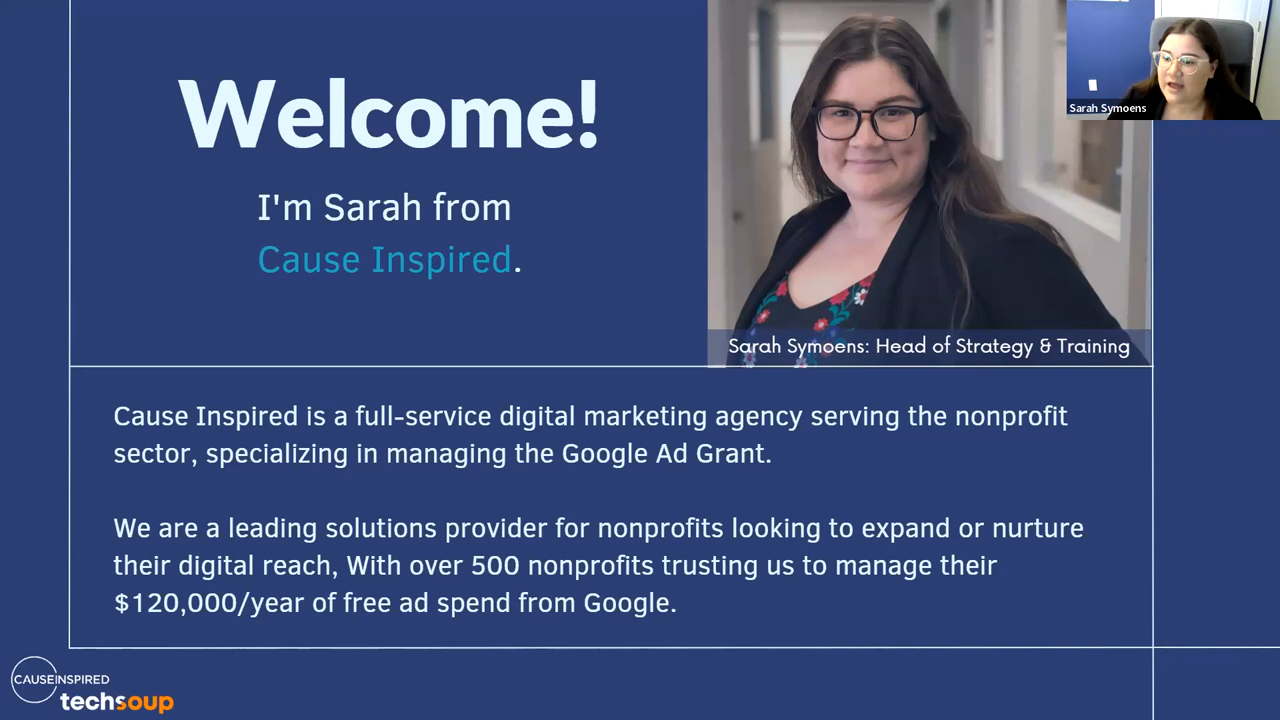 Welcome!
I'm Sarah from
Cause Inspired.
Sarah Symoens
Sarah Symoens: Head of Strategy & Training
Cause Inspired is a full-service digital marketing agency serving the nonprofit
sector, specializing in managing the Google Ad Grant.
We are a leading solutions provider for nonprofits looking to expand or nurture
their digital reach, With over 500 nonprofits trusting us to manage their
$120,000/year of free ad spend from Google.
CAUSEINSPIRED
techsoup